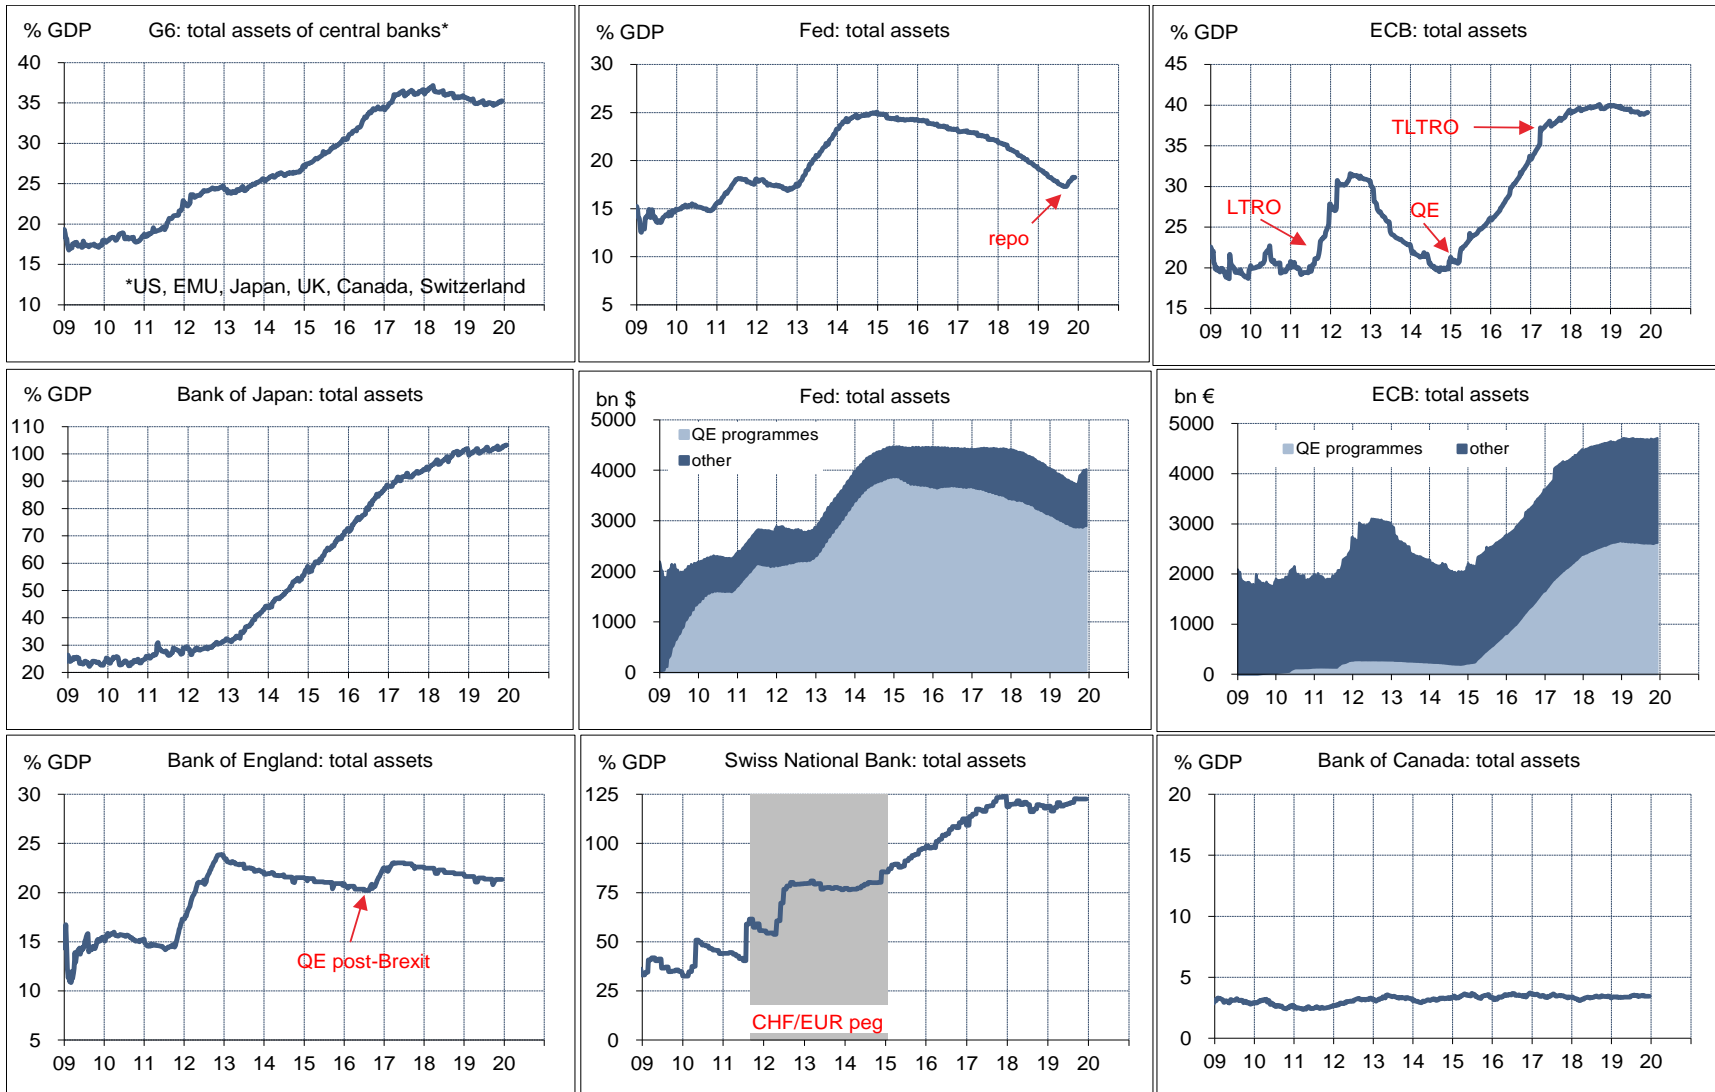 % GDP
G6: total assets of central banks*
40
35
30
25
20
15
10
*US, EMU, Japan, UK, Canada, Switzerland
09 10 11 12 13 14 15 16 17 18 19 20
% GDP
Fed: total assets
30
25
20
15
10
5
repo
09 10 11 12 13 14 15 16 17 18 19 20
% GDP
ECB: total assets
45
40
35
30
25
20
15
TLTRO
LTRO
QE
09 10 11 12 13 14 15 16 17 18 19 20
% GDP
Bank of Japan: total assets
110
100
90
80
70
60
50
40
30
20
09 10 11 12 13 14 15 16 17 18 19 20
bn $
Fed: total assets
5000
4000
3000
2000
1000
0
QE programmes
other
09 10 11 12 13 14 15 16 17 18 19 20
bn €
ECB: total assets
5000
4000
3000
2000
1000
0
QE programmes other
09 10 11 12 13 14 15 16 17 18 19 20
% GDP
Bank of England: total assets
30
25
20
15
10
5
QE post-Brexit
09 10 11 12 13 14 15 16 17 18 19 20
% GDP
Swiss National Bank: total assets
125
100
75
50
25
0
CHF/EUR peg
09 10 11 12 13 14 15 16 17 18 19 20
% GDP
Bank of Canada: total assets
20
15
10
5
0
09 10 11 12 13 14 15 16 17 18 19 20